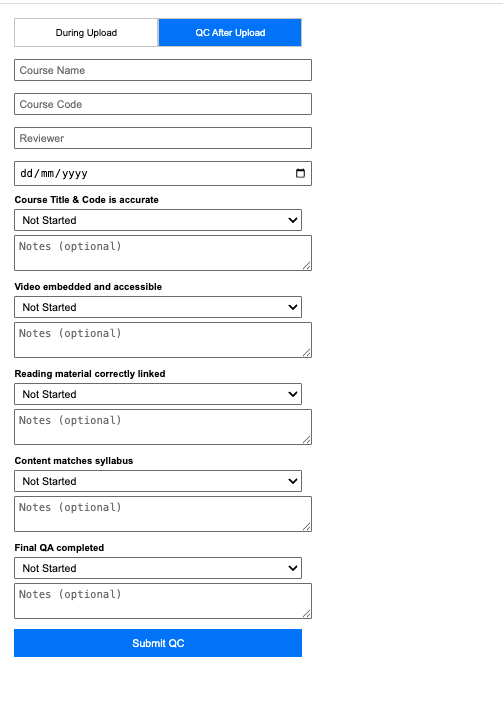 During Upload
QC After Upload
Course Name
Course Code
Reviewer
dd/mm/yyyy
Course Title & Code is accurate
Not Started
Notes (optional)
Video embedded and accessible
Not Started
Notes (optional)
Reading material correctly linked
Not Started
Notes (optional)
Content matches syllabus
Not Started
Notes (optional)
Final QA completed
Not Started
Notes (optional)
Submit QC